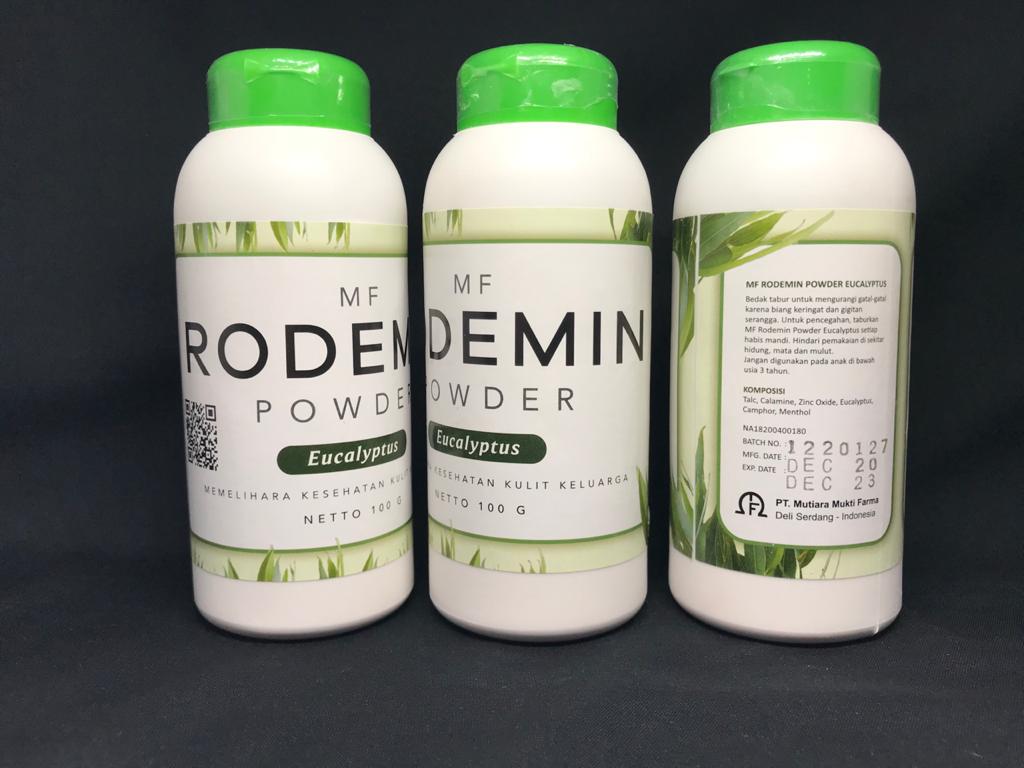 MF
RODEM
POWDER
Eucalyptus
MEMELIHARA KESEHATAN KULIT
NETTO 100 G
MF
DEMIN
OWDER
Eucalyptus
KESEHATAN KULIT KELUARGA
NETTO 100 G
MF RODEMIN POWDER EUCALYPTUS
Bedak tabur untuk mengurangi gatal-gatal
karena biang keringat dan gigitan
serangga. Untuk pencegahan, taburkan
MF Rodemin Powder Eucalyptus setiap
habis mandi. Hindari pemakaian di sekitar
hidung, mata dan mulut.
Jangan digunakan pada anak di bawah
usia 3 tahun.
KOMPOSISI
Talc, Calamine, Zinc Oxide, Eucalyptus,
Camphor, Menthol
NA18200400180
BATCH NO. : 1220127
MFG. DATE : DEC 20
EXP. DATE : DEC 23
PT. Mutiara Mukti Farma
Deli Serdang - Indonesia